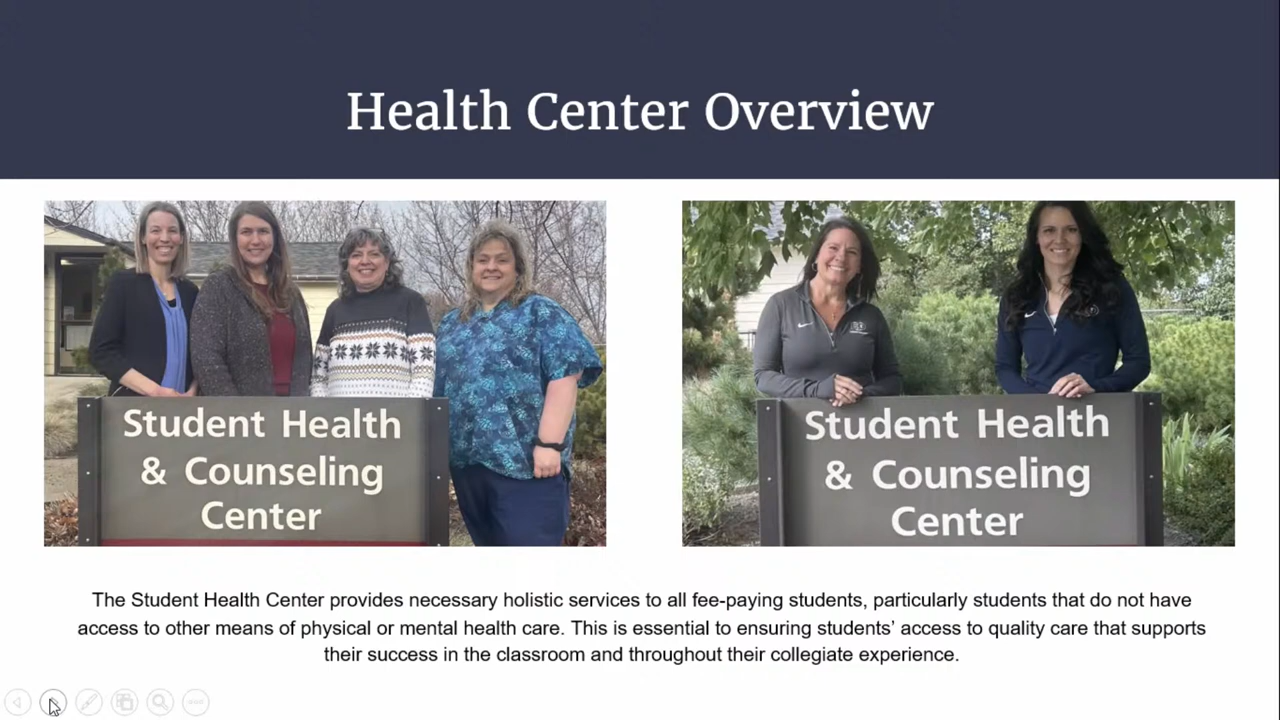 Health Center Overview
Student Health
& Counseling
Center
Student Health
& Counseling
Center
The Student Health Center provides necessary holistic services to all fee-paying students, particularly students that do not have
access to other means of physical or mental health care. This is essential to ensuring students’ access to quality care that supports
their success in the classroom and throughout their collegiate experience.